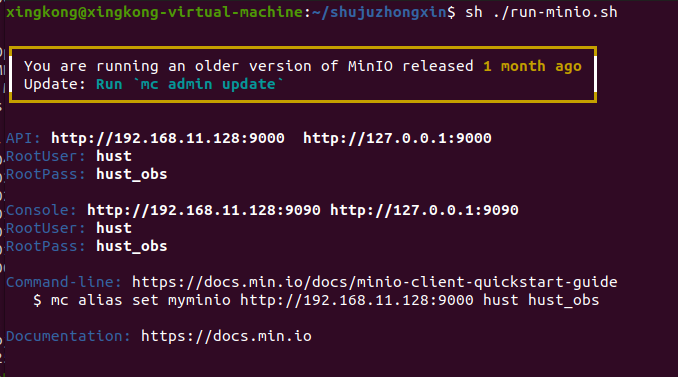 xingkong@xingkong-virtual-machine:~/shujuzhongxin$ sh ./run-minio.sh
You are running an older version of MinIO released 1 month ago
Update: Run `mc admin update`
API: http://192.168.11.128:9000  http://127.0.0.1:9000
RootUser: hust
RootPass: hust_obs
Console: http://192.168.11.128:9090 http://127.0.0.1:9090
RootUser: hust
RootPass: hust_obs
Command-line: https://docs.min.io/docs/minio-client-quickstart-guide
$ mc alias set myminio http://192.168.11.128:9000 hust hust_obs
Documentation: https://docs.min.io